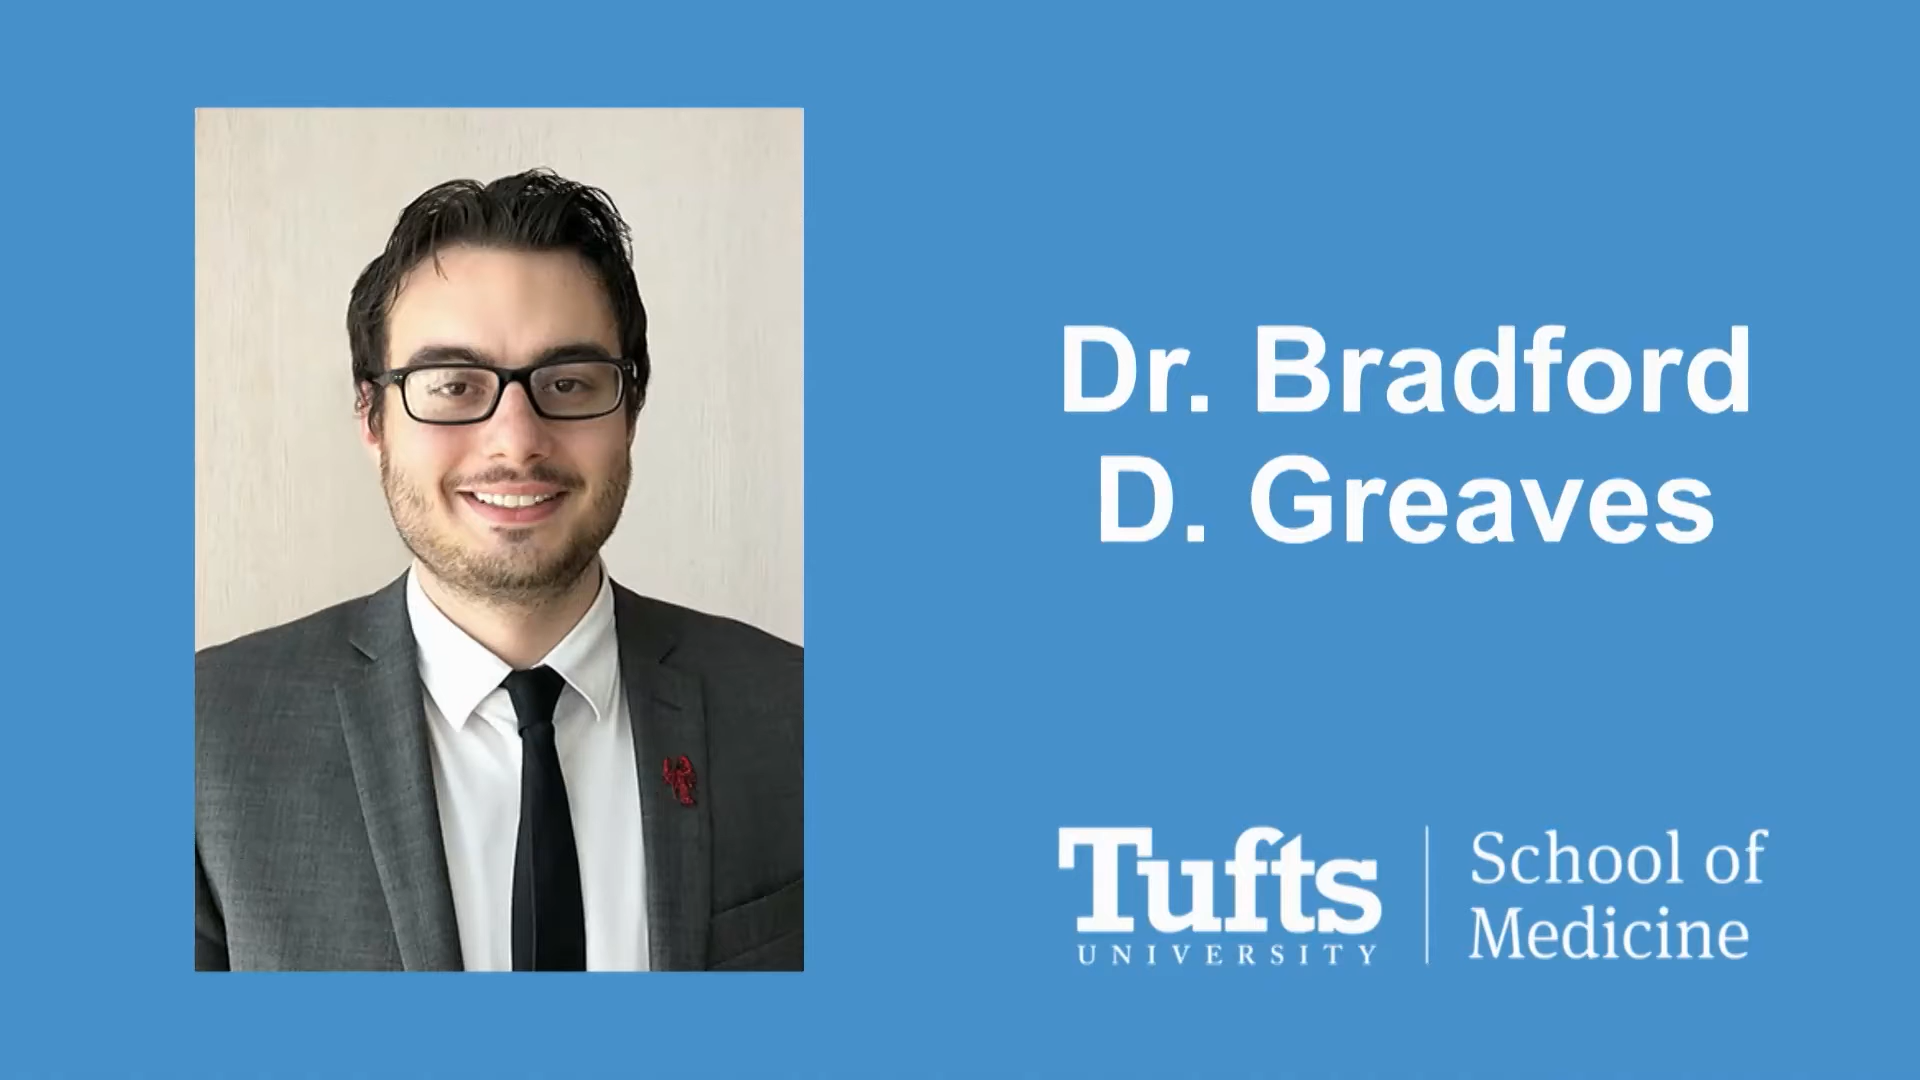 Dr. Bradford
D. Greaves
Tufts
UNIVERSITY
School of
Medicine